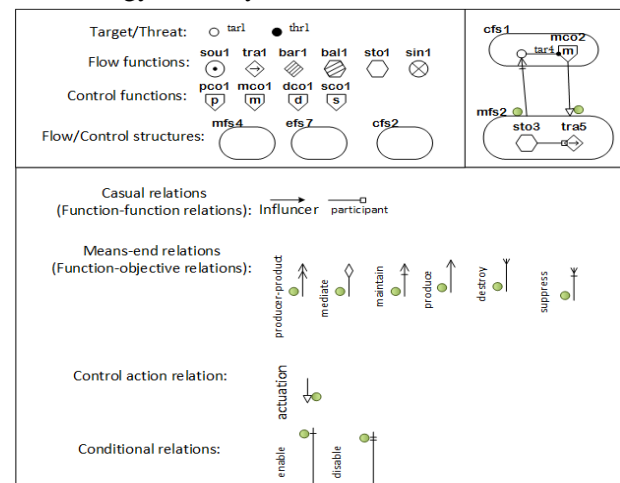 Target/Threat: tar1 thr1
Flow functions: sou1 tra1 bar1 bal1 sto1 sin1
Control functions: pco1 mco1 dco1 sco1
p m d s
Flow/Control structures: mfs4 efs7 cfs2
cfs1
mco2
tar4 m
mfs2
sto3 tra5
Casual relations
(Function-function relations): Influncer participant
Means-end relations
(Function-objective relations):
producer-product
mediate
maintain
produce
destroy
suppress
Control action relation:
actuation
Conditional relations:
enable
disable